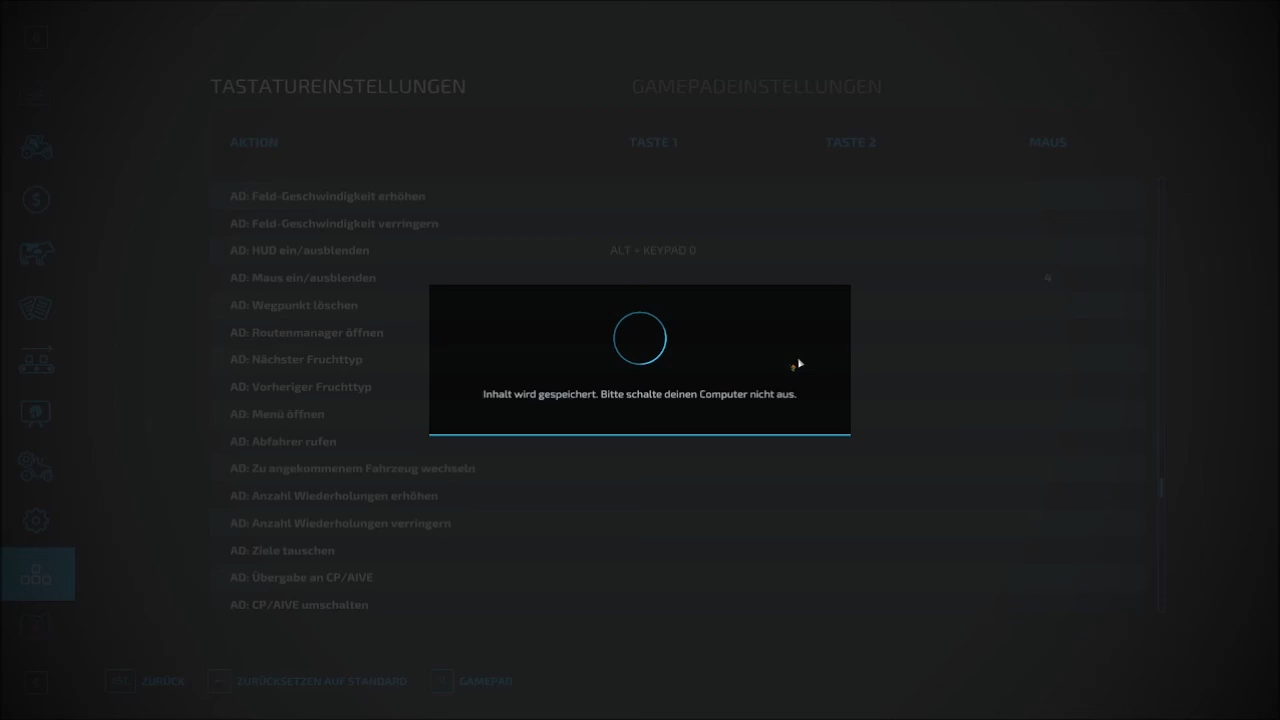 TASTATUREINSTELLUNGEN GAMEPADEINSTELLUNGEN
AKTION TASTE 1 TASTE 2 MAUS
AD: Feld-Geschwindigkeit erhöhen
AD: Feld-Geschwindigkeit verringern
AD: HUD ein/ausblenden ALT + KEYPAD 0
AD: Maus ein/ausblenden 4
AD: Wegpunkt löschen
AD: Routenmanager öffnen
AD: Nächster Fruchttyp
AD: Vorheriger Fruchttyp
Inhalt wird gespeichert. Bitte schalte deinen Computer nicht aus.
AD: Menü öffnen
AD: Abfahrer rufen
AD: Zu angekommenem Fahrzeug wechseln
AD: Anzahl Wiederholungen erhöhen
AD: Anzahl Wiederholungen verringern
AD: Ziele tauschen
AD: Übergabe an CP/AIVE
AD: CP/AIVE umschalten
ZURÜCK ZURÜCKSETZEN AUF STANDARD GAMEPAD